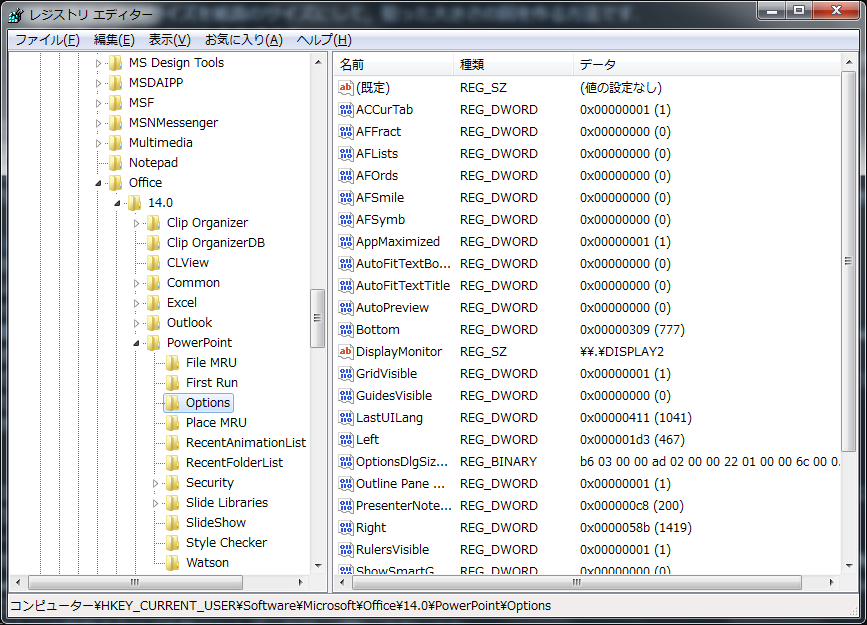 レジストリ エディター
ファイル(F) 編集(E) 表示(V) お気に入り(A) ヘルプ(H)
MS Design Tools
MSDAIPP
MSF
MSNMessenger
Multimedia
Notepad
Office
14.0
Clip Organizer
Clip OrganizerDB
CLView
Common
Excel
Outlook
PowerPoint
File MRU
First Run
Options
Place MRU
RecentAnimationList
RecentFolderList
Security
Slide Libraries
SlideShow
Style Checker
Watson
名前 種類 データ
(既定) REG_SZ (値の設定なし)
ACCurTab REG_DWORD 0x00000001 (1)
AFFract REG_DWORD 0x00000000 (0)
AFLists REG_DWORD 0x00000000 (0)
AFOrds REG_DWORD 0x00000000 (0)
AFSmile REG_DWORD 0x00000000 (0)
AFSymb REG_DWORD 0x00000000 (0)
AppMaximized REG_DWORD 0x00000001 (1)
AutoFitTextBo... REG_DWORD 0x00000000 (0)
AutoFitTextTitle REG_DWORD 0x00000000 (0)
AutoPreview REG_DWORD 0x00000000 (0)
Bottom REG_DWORD 0x00000309 (777)
DisplayMonitor REG_SZ ¥¥.¥DISPLAY2
GridVisible REG_DWORD 0x00000001 (1)
GuidesVisible REG_DWORD 0x00000000 (0)
LastUILang REG_DWORD 0x00000411 (1041)
Left REG_DWORD 0x000001d3 (467)
OptionsDlgSiz... REG_BINARY b6 03 00 00 ad 02 00 00 22 01 00 00 6c 00 0.
Outline Pane ... REG_DWORD 0x00000001 (1)
PresenterNote... REG_DWORD 0x000000c8 (200)
Right REG_DWORD 0x0000058b (1419)
RulersVisible REG_DWORD 0x00000001 (1)
ShowSmartG REG_DWORD 0x00000000 (0)
コンピューター¥HKEY_CURRENT_USER¥Software¥Microsoft¥Office¥14.0¥PowerPoint¥Options